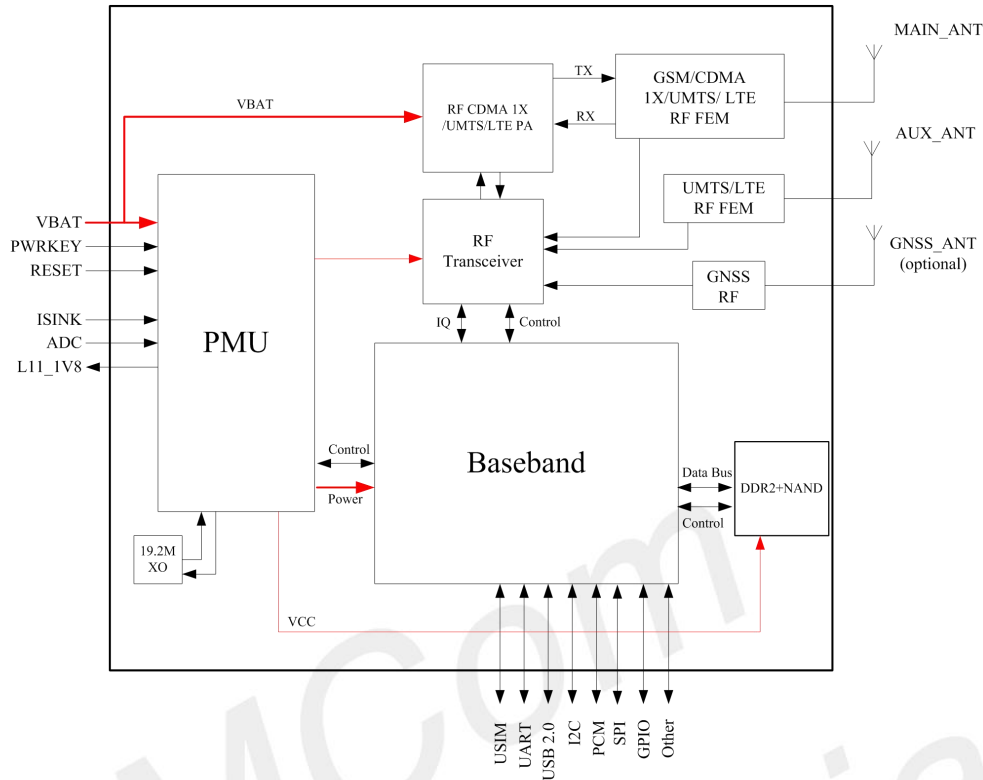 MAIN_ANT
TX
GSM/CDMA
1X/UMTS/ LTE
RF FEM
RF CDMA 1X
/UMTS/LTE PA
VBAT
RX
AUX_ANT
UMTS/LTE
RF FEM
VBAT
PWRKEY
RESET
RF
Transceiver
GNSS_ANT
(optional)
GNSS
RF
ISINK
ADC
L11_1V8
PMU
IQ
Control
Baseband
Control
Power
Data Bus
Control
DDR2+NAND
19.2M
XO
VCC
USIM
UART
USB 2.0
I2C
PCM
SPI
GPIO
Other
MCom